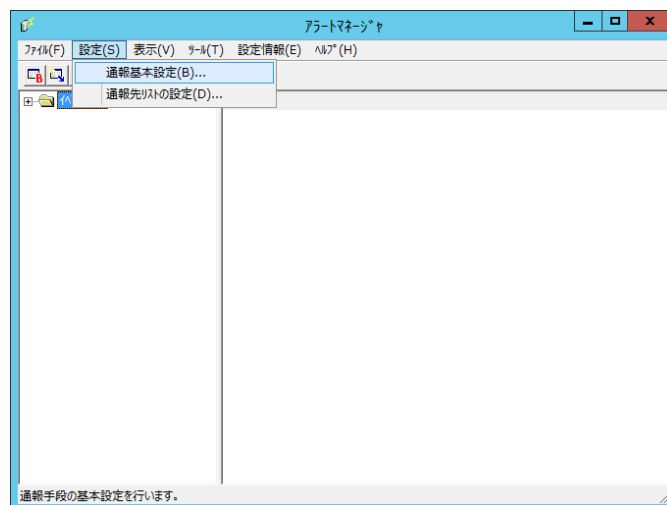 アラートマネージャ
ファイル(F) 設定(S) 表示(V) ツール(T) 設定情報(E) ヘルプ(H)
通報基本設定(B)...
通報先リストの設定(D)...
通報手段の基本設定を行います。